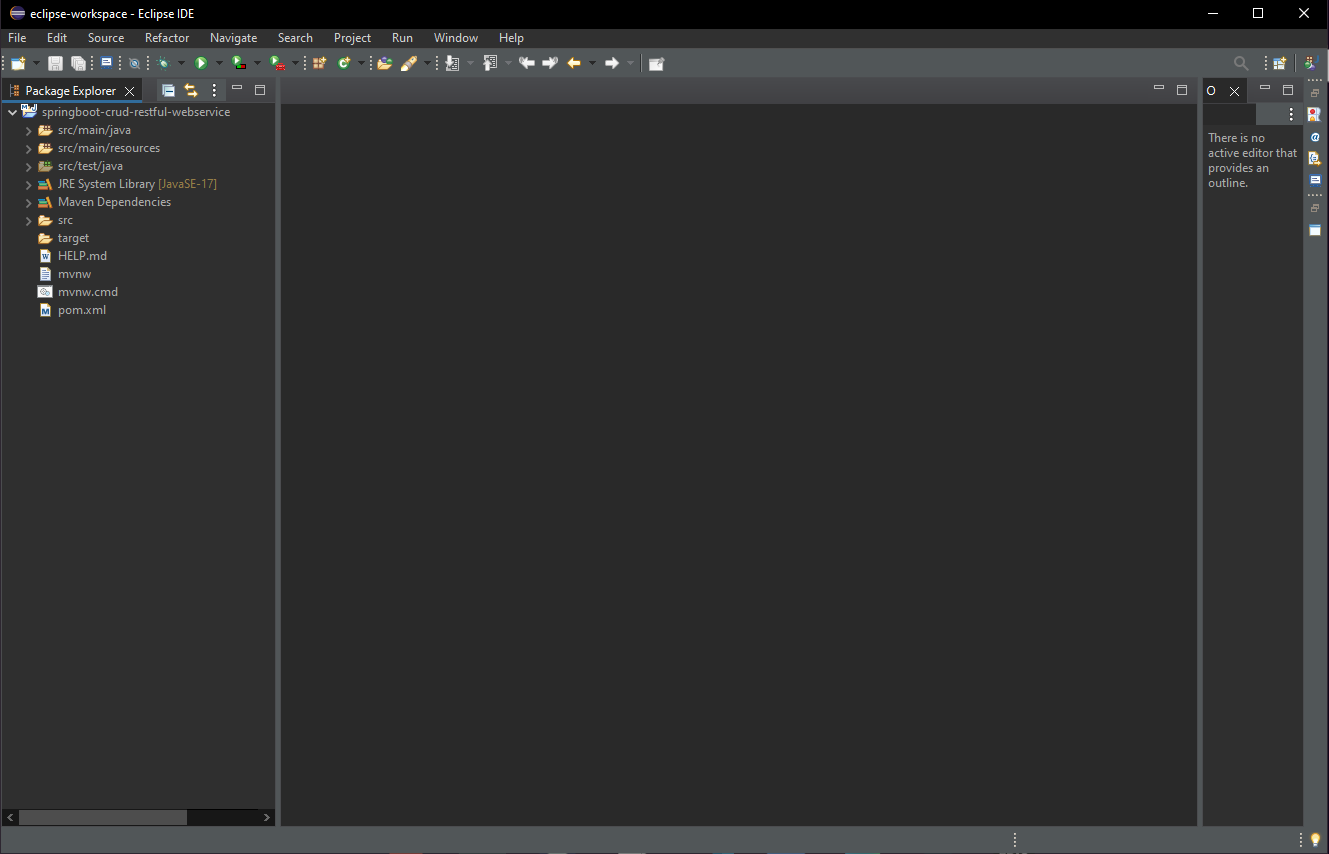 eclipse-workspace - Eclipse IDE
File Edit Source Refactor Navigate Search Project Run Window Help
Package Explorer
O
springboot-crud-restful-webservice
src/main/java
src/main/resources
src/test/java
JRE System Library [JavaSE-17]
Maven Dependencies
src
target
HELP.md
mvnw
mvnw.cmd
pom.xml
There is no
active editor that
provides an
outline.